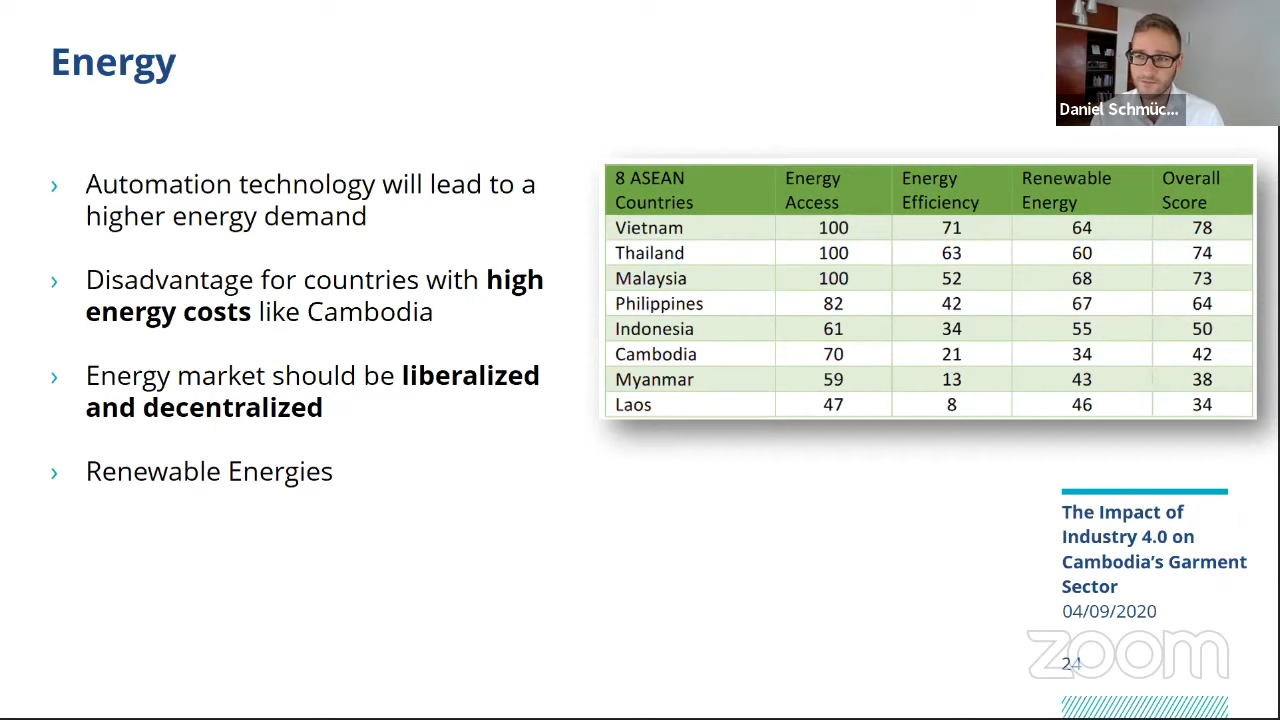 Energy
Daniel Schmüc...
› Automation technology will lead to a
higher energy demand
› Disadvantage for countries with high
energy costs like Cambodia
› Energy market should be liberalized
and decentralized
› Renewable Energies
8 ASEAN Countries Energy Access Energy Efficiency Renewable Energy Overall Score
Vietnam 100 71 64 78
Thailand 100 63 60 74
Malaysia 100 52 68 73
Philippines 82 42 67 64
Indonesia 61 34 55 50
Cambodia 70 21 34 42
Myanmar 59 13 43 38
Laos 47 8 46 34
The Impact of
Industry 4.0 on
Cambodia’s Garment
Sector
04/09/2020
zoom
24